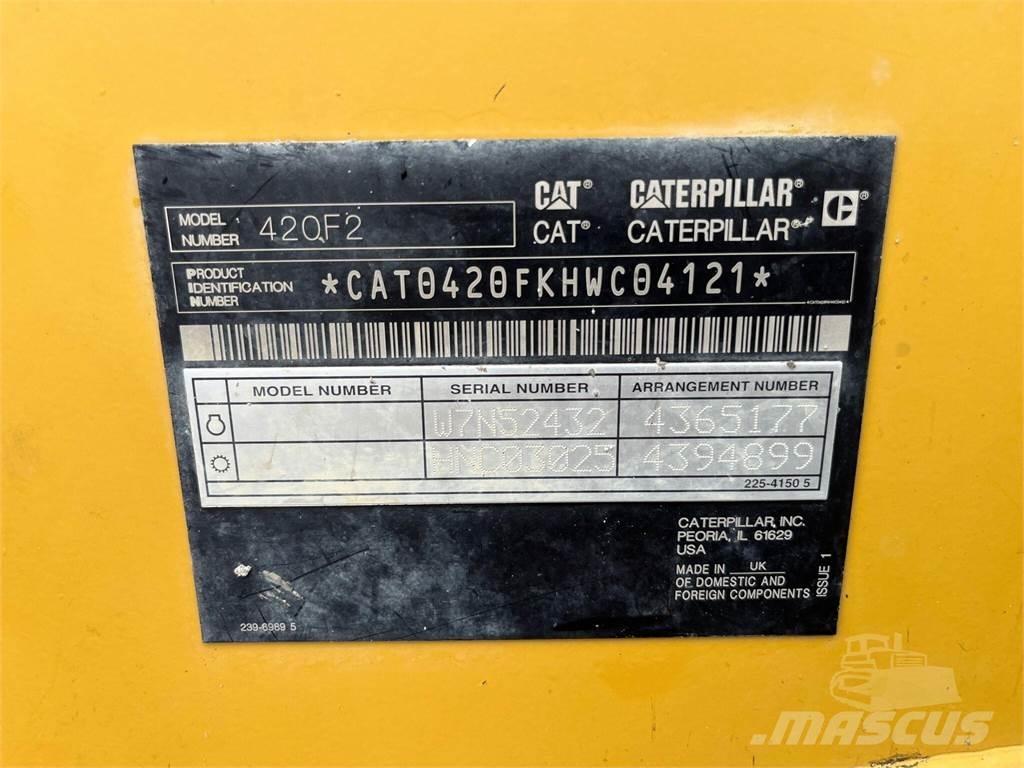 CAT® CATERPILLAR®
CAT® CATERPILLAR®
MODEL NUMBER 420F2
PRODUCT IDENTIFICATION NUMBER *CAT0420FKHWC04121*
MODEL NUMBER SERIAL NUMBER ARRANGEMENT NUMBER
W7N52432 4365177
HNC03025 4394899
225-4150 5
CATERPILLAR, INC.
PEORIA, IL 61629
USA
MADE IN UK
OF DOMESTIC AND
FOREIGN COMPONENTS
ISSUE 1
239-6989 5
MASCUS